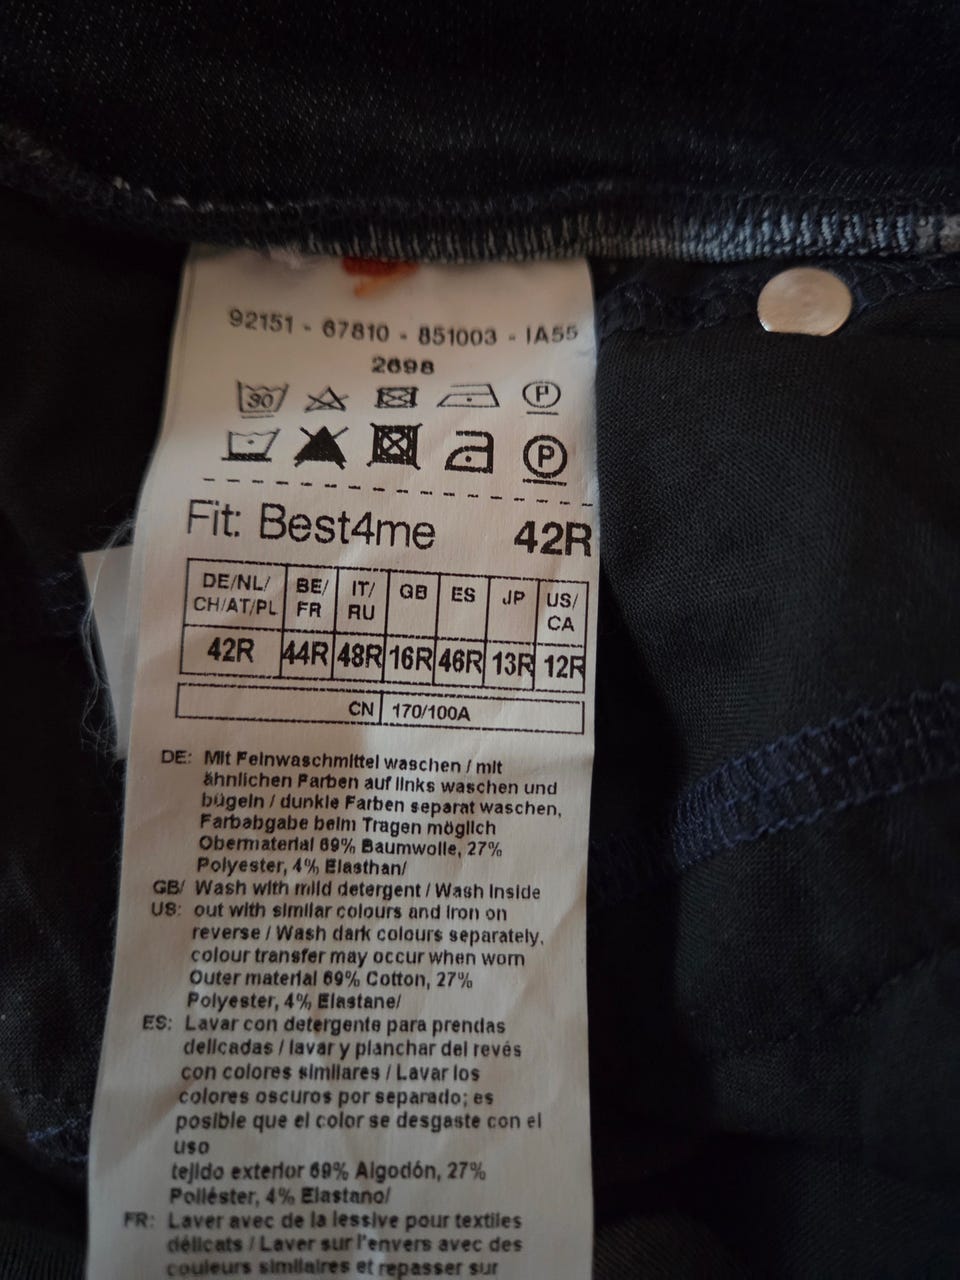 92151 - 67810 - 851003 - IA55
2698
30 P
P
Fit: Best4me 42R
DE/NL/ CH/AT/PL BE/ FR IT/ RU GB ES JP US/ CA
42R 44R 48R 16R 46R 13R 12R
CN 170/100A
DE: Mit Feinwaschmittel waschen / mit
ähnlichen Farben auf links waschen und
bügeln / dunkle Farben separat waschen,
Farbabgabe beim Tragen möglich
Obermaterial 69% Baumwolle, 27%
Polyester, 4% Elasthan/
GB/ Wash with mild detergent / Wash inside
US: out with similar colours and iron on
reverse / Wash dark colours separately,
colour transfer may occur when worn
Outer material 69% Cotton, 27%
Polyester, 4% Elastane/
ES: Lavar con detergente para prendas
delicadas / lavar y planchar del revés
con colores similares / Lavar los
colores oscuros por separado; es
posible que el color se desgaste con el
uso
tejido exterior 69% Algodón, 27%
Poliéster, 4% Elastano/
FR: Laver avec de la lessive pour textiles
délicats / Laver sur l'envers avec des
couleurs similaires et repasser sur